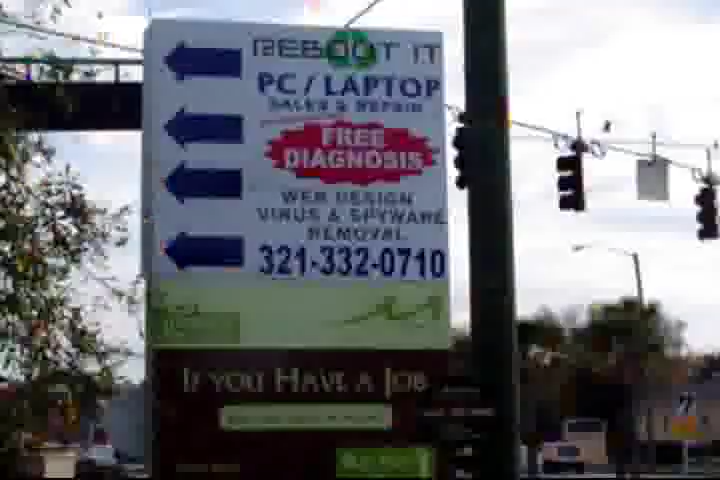 REBOOT IT
PC / LAPTOP
SALES & REPAIR
FREE
DIAGNOSIS
WEB DESIGN
VIRUS & SPYWARE
REMOVAL
321-332-0710
IF YOU HAVE A JOB